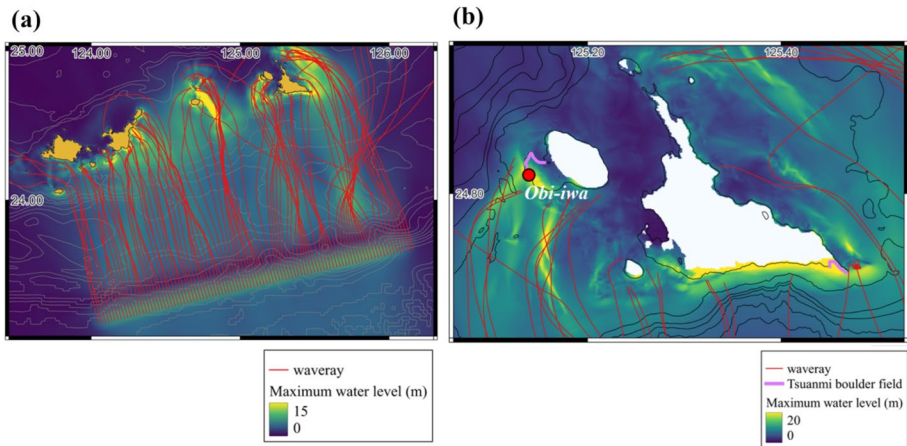 (a)
25.00
124.00
125.00
126.00
24.00
waveray
Maximum water level (m)
15
0
(b)
125.20
125.40
24.80
Obi-iwa
waveray
Tsuanmi boulder field
Maximum water level (m)
20
0